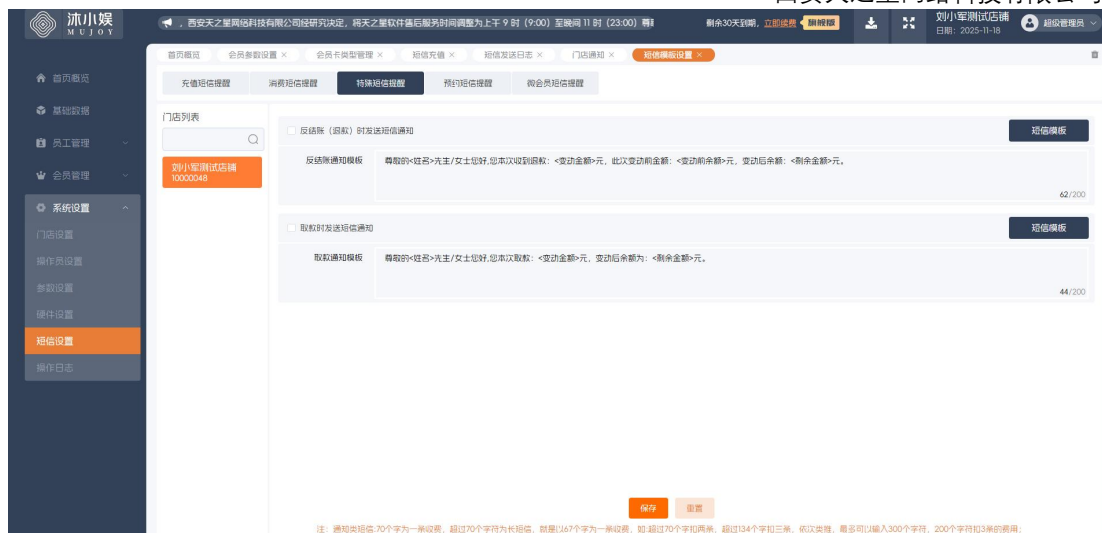 沐小娱
MUJOY
，西安天之星网络科技有限公司经研究决定，将天之星软件售后服务时间调整为上午 9 时 (9:00) 至晚间 11 时 (23:00)
剩余30天到期，立即续费 旗舰版
刘小军测试店铺
日期：2025-11-18
超级管理员
首页概览 会员参数设置 × 会员卡类型管理 × 短信充值 × 短信发送日志 × 门店通知 × 短信模板设置 ×
首页概览
基础数据
员工管理
会员管理
系统设置
门店设置
操作员设置
参数设置
硬件设置
短信设置
操作日志
充值短信提醒 消费短信提醒 特殊短信提醒 预约短信提醒 微会员短信提醒
门店列表
刘小军测试店铺
10000048
反结账（退款）时发送短信通知 短信模板
反结账通知模板 尊敬的<姓名>先生/女士您好,您本次收到退款：<变动金额>元，此次变动前金额：<变动前余额>元，变动后余额：<剩余金额>元。
62/200
取款时发送短信通知 短信模板
取款通知模板 尊敬的<姓名>先生/女士您好,您本次取款：<变动金额>元，变动后余额为：<剩余金额>元。
44/200
保存 重置
注：通知类短信:70个字为一条收费，超过70个字符为长短信，就是以67个字为一条收费，如:超过70个字扣两条，超过134个字扣三条，依次类推，最多可以输入300个字符，200个字符扣3条的费用;